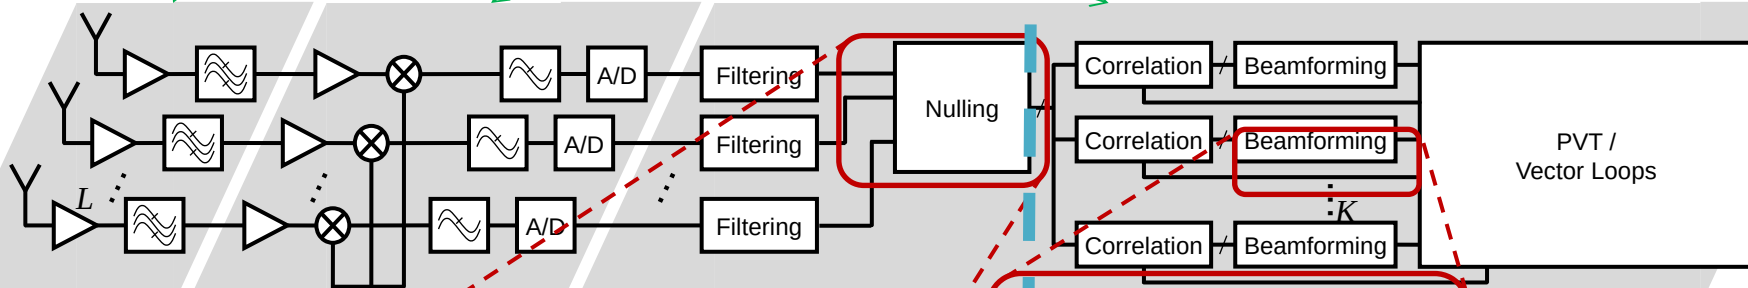 A/D
Filtering
Correlation
Beamforming
Nulling
A/D
Filtering
Correlation
Beamforming
PVT /
Vector Loops
L
K
A/D
Filtering
Correlation
Beamforming